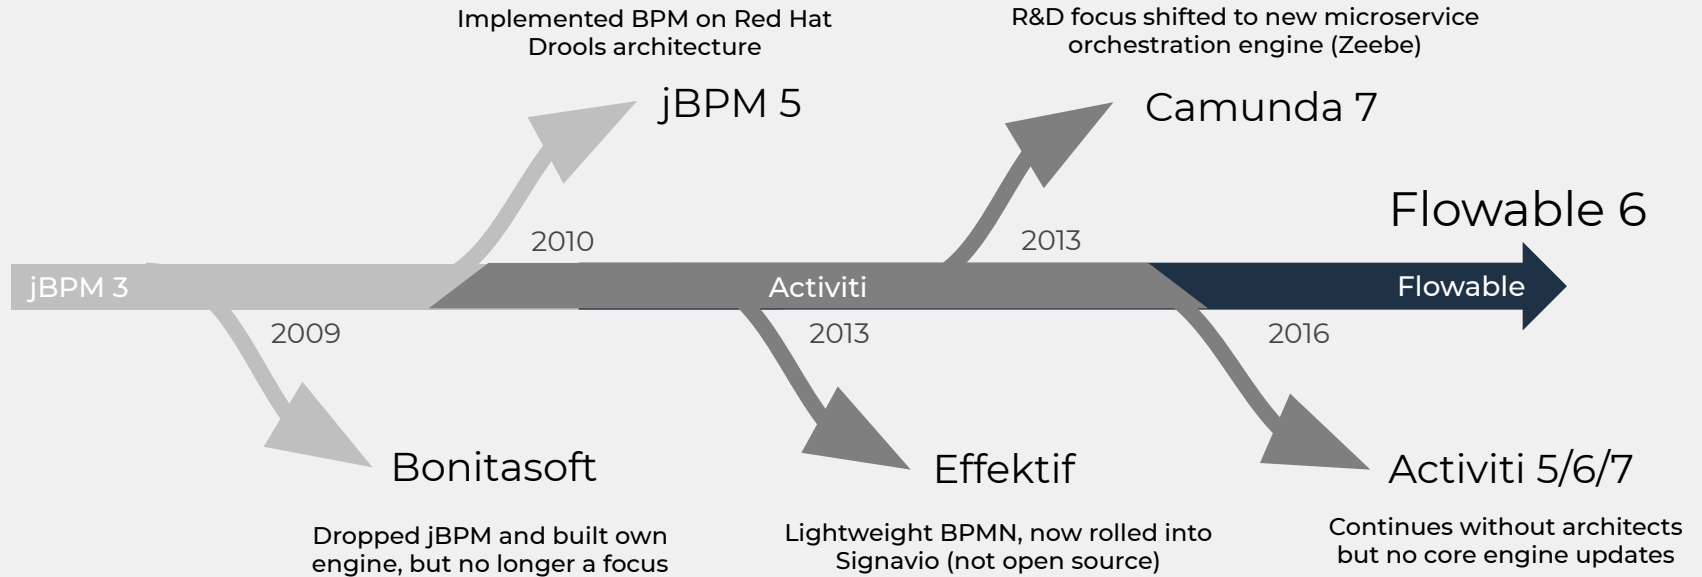 Implemented BPM on Red Hat
Drools architecture
jBPM 5
R&D focus shifted to new microservice
orchestration engine (Zeebe)
Camunda 7
Flowable 6
2010
2013
jBPM 3
Activiti
Flowable
2009
2013
2016
Bonitasoft
Dropped jBPM and built own
engine, but no longer a focus
Effektif
Lightweight BPMN, now rolled into
Signavio (not open source)
Activiti 5/6/7
Continues without architects
but no core engine updates